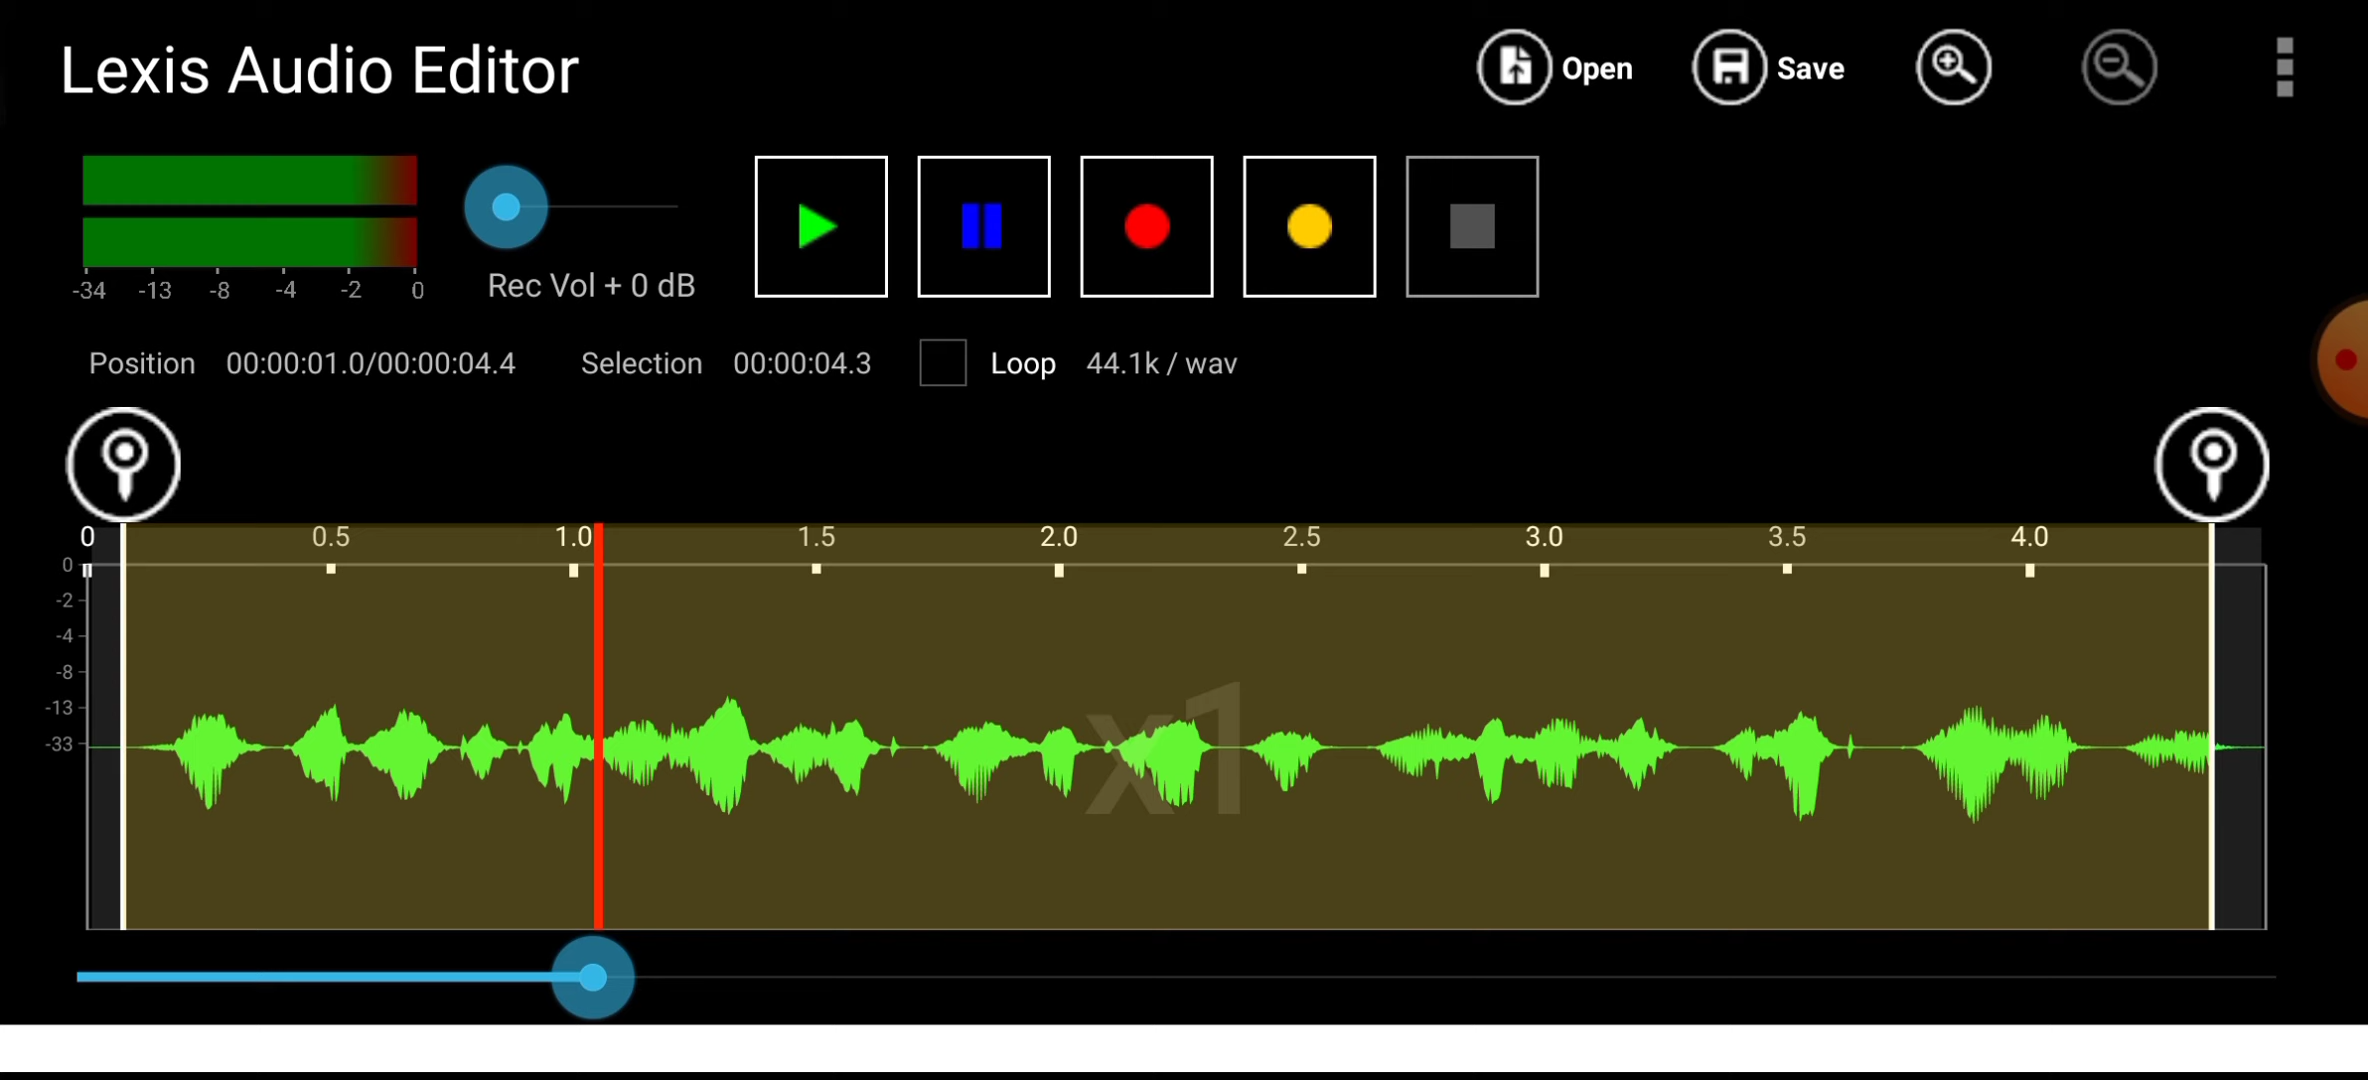 Lexis Audio Editor
Open
Save
-34 -13 -8 -4 -2 0
Rec Vol + 0 dB
Position 00:00:01.0/00:00:04.4 Selection 00:00:04.3 Loop 44.1k / wav
0 0.5 1.0 1.5 2.0 2.5 3.0 3.5 4.0
0
-2
-4
-8
-13
-33
x1